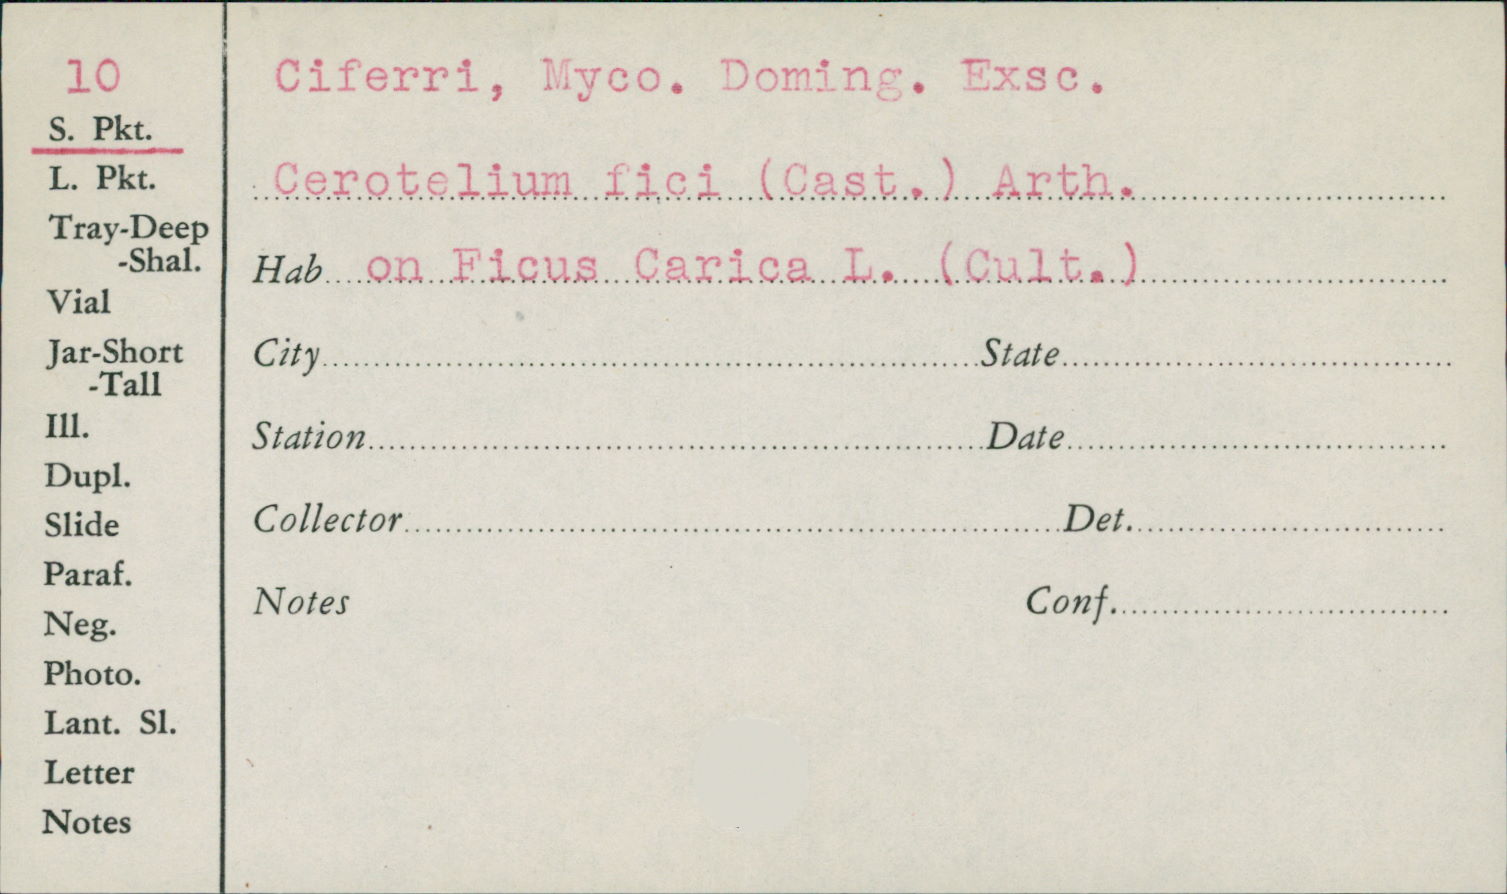 10
S. Pkt.
L. Pkt.
Tray-Deep
-Shal.
Vial
Jar-Short
-Tall
Ill.
Dupl.
Slide
Paraf.
Neg.
Photo.
Lant. Sl.
Letter
Notes
Ciferri, Myco. Doming. Exsc.
Cerotelium fici (Cast.) Arth.
Hab on Ficus Carica L. (Cult.)
City State
Station Date
Collector Det.
Notes Conf.